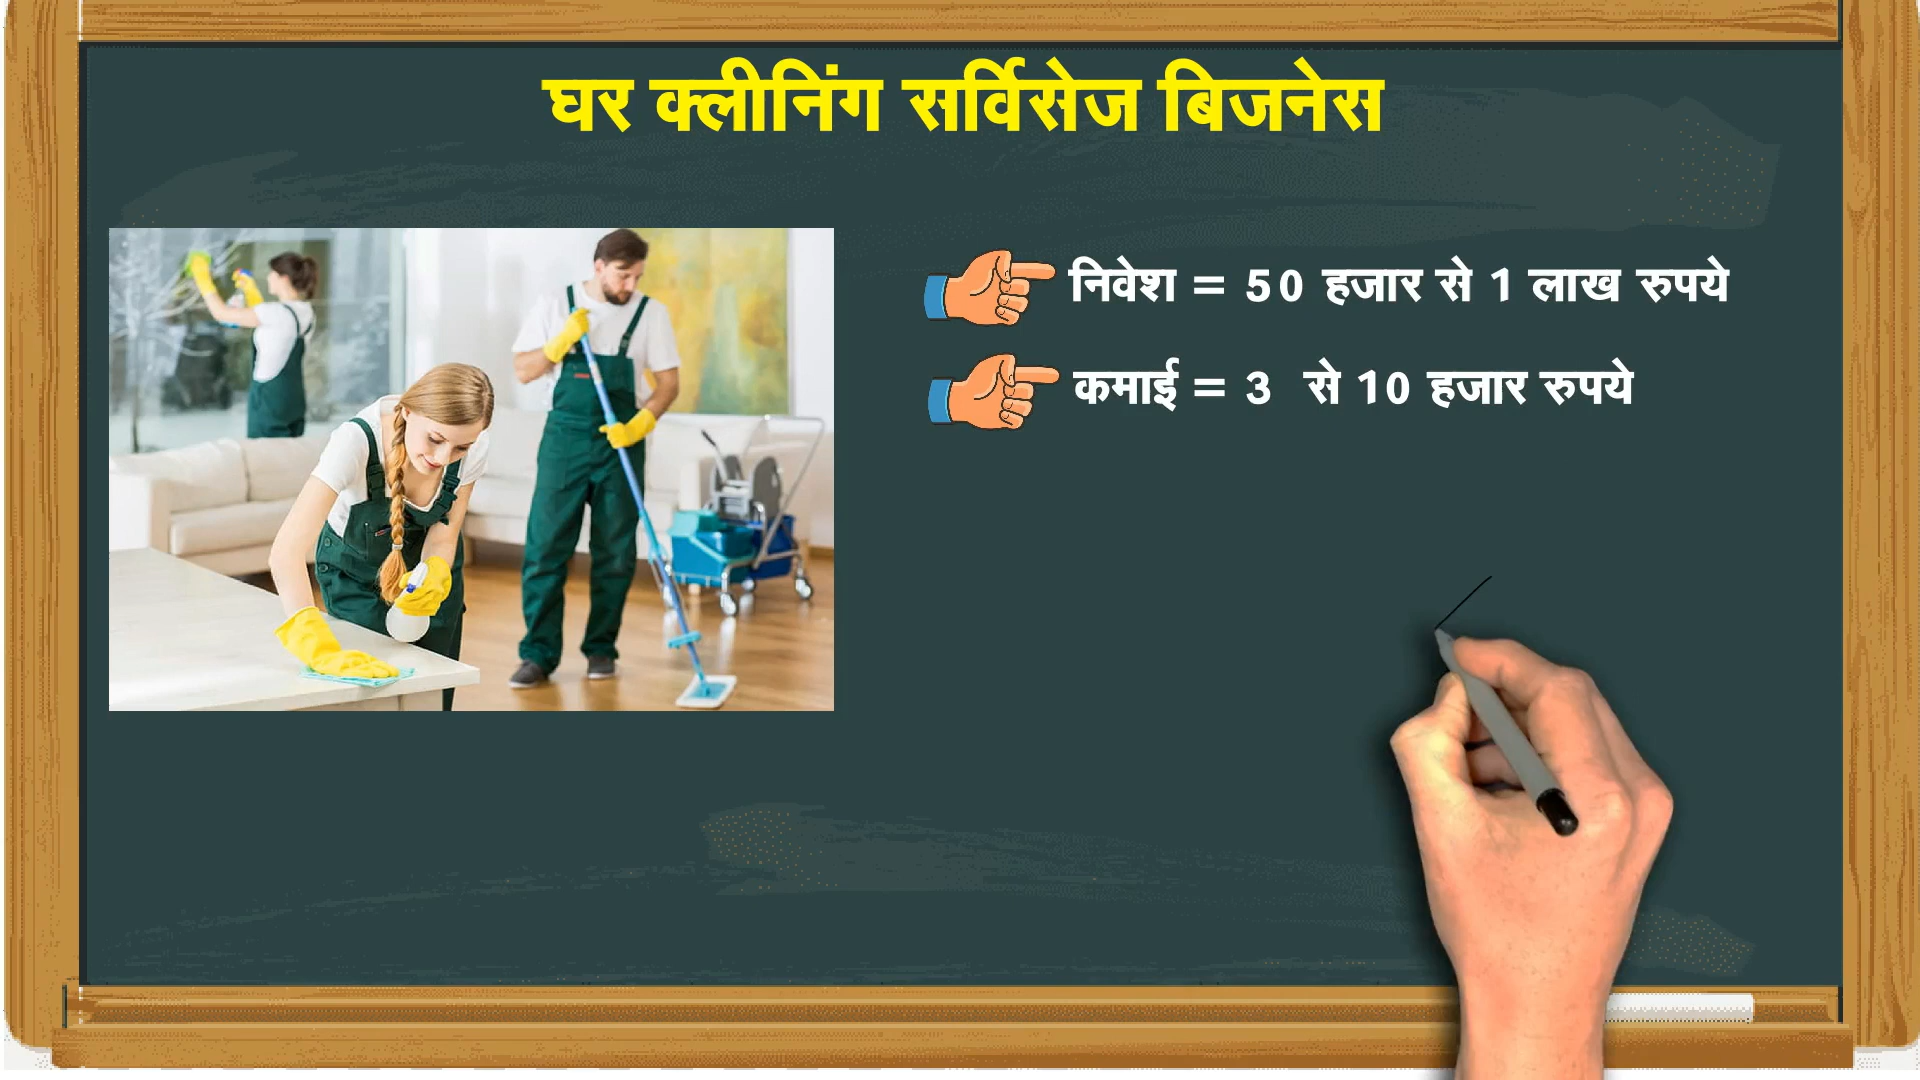 घर क्लीनिंग सर्विसेज बिजनेस
निवेश = 50 हजार से 1 लाख रुपये
कमाई = 3 से 10 हजार रुपये